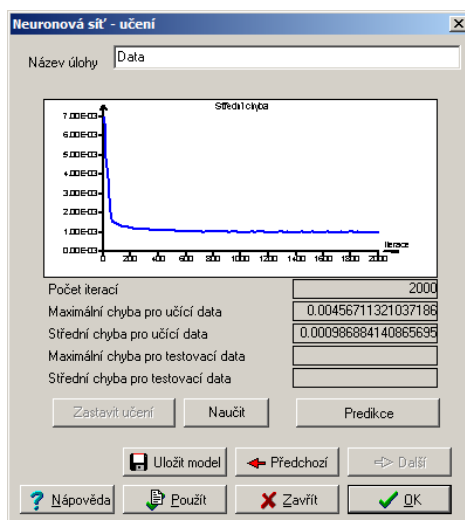 Neuronová síť - učení
Název úlohy Data
Střední chyba
7.00E-03
6.00E-03
5.00E-03
4.00E-03
3.00E-03
2.00E-03
1.00E-03
0.00E-03
Iterace
0 200 400 600 800 1000 1200 1400 1600 1800 2000
Počet iterací 2000
Maximální chyba pro učící data 0.00456711321037186
Střední chyba pro učící data 0.000986884140865695
Maximální chyba pro testovací data
Střední chyba pro testovací data
Zastavit učení Naučit Predikce
Uložit model Předchozí Další
Nápověda Použít Zavřít OK